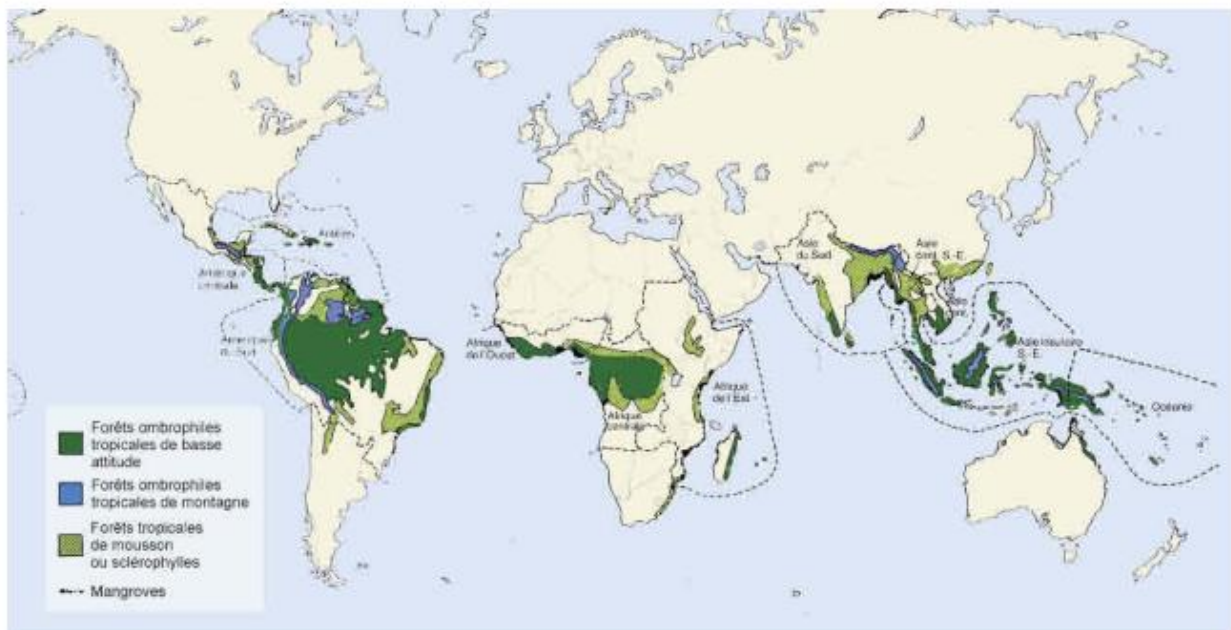 Antilles
Amérique
centrale
Amérique
du Sud
Afrique
de l'Ouest
Afrique
centrale
Afrique
de l'Est
Asie
du Sud
Asie
cont. S.-E.
Asie insulaire
S.-E.
Océanie
Forêts ombrophiles
tropicales de basse
attitude
Forêts ombrophiles
tropicales de montagne
Forêts tropicales
de mousson
ou sclérophylles
Mangroves